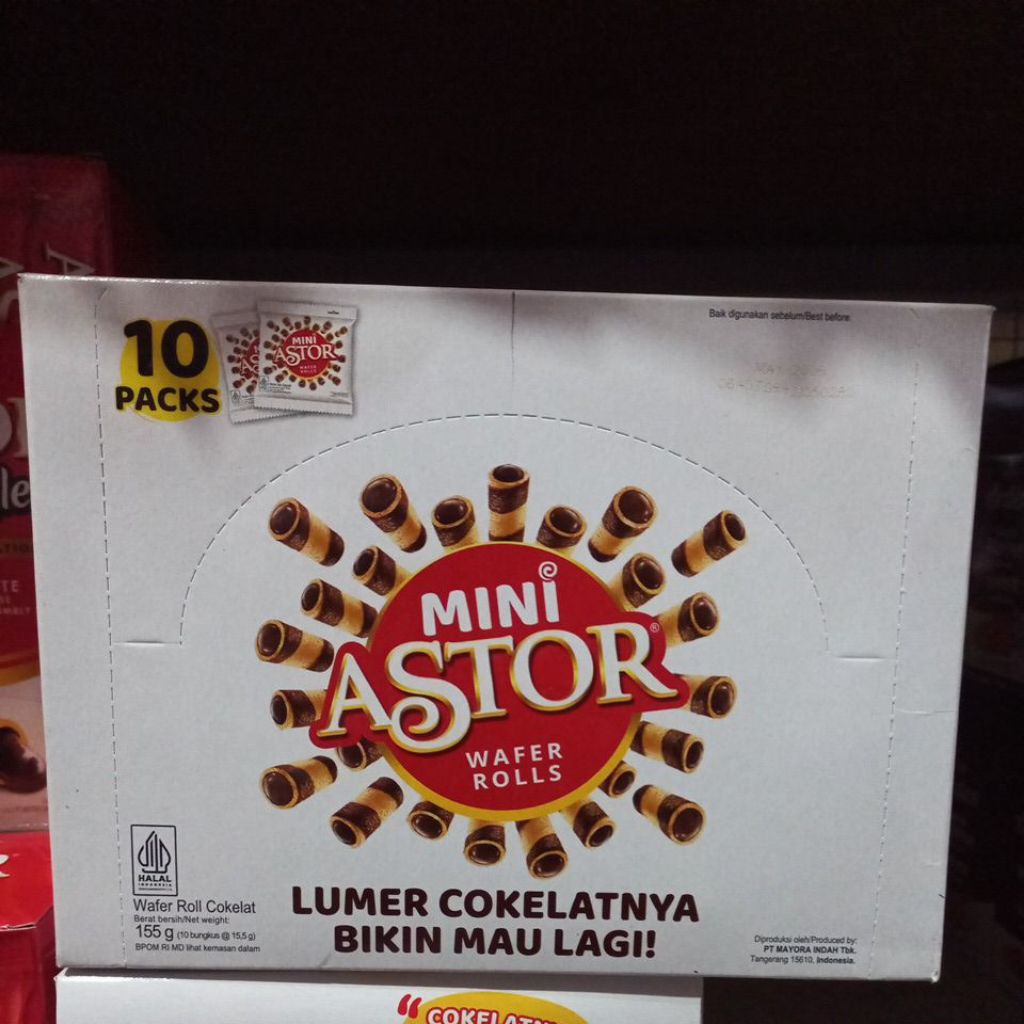 10
PACKS
MINI
ASTOR
WAFER
ROLLS
Baik digunakan sebelum/Best before:
MINI
ASTOR®
WAFER
ROLLS
HALAL
INDONESIA
Wafer Roll Cokelat
Berat bersih/Net weight:
155 g (10 bungkus @ 15,5 g)
BPOM RI MD lihat kemasan dalam
LUMER COKELATNYA
BIKIN MAU LAGI!
Diproduksi oleh/Produced by:
PT MAYORA INDAH Tbk.
Tangerang 15610, Indonesia.